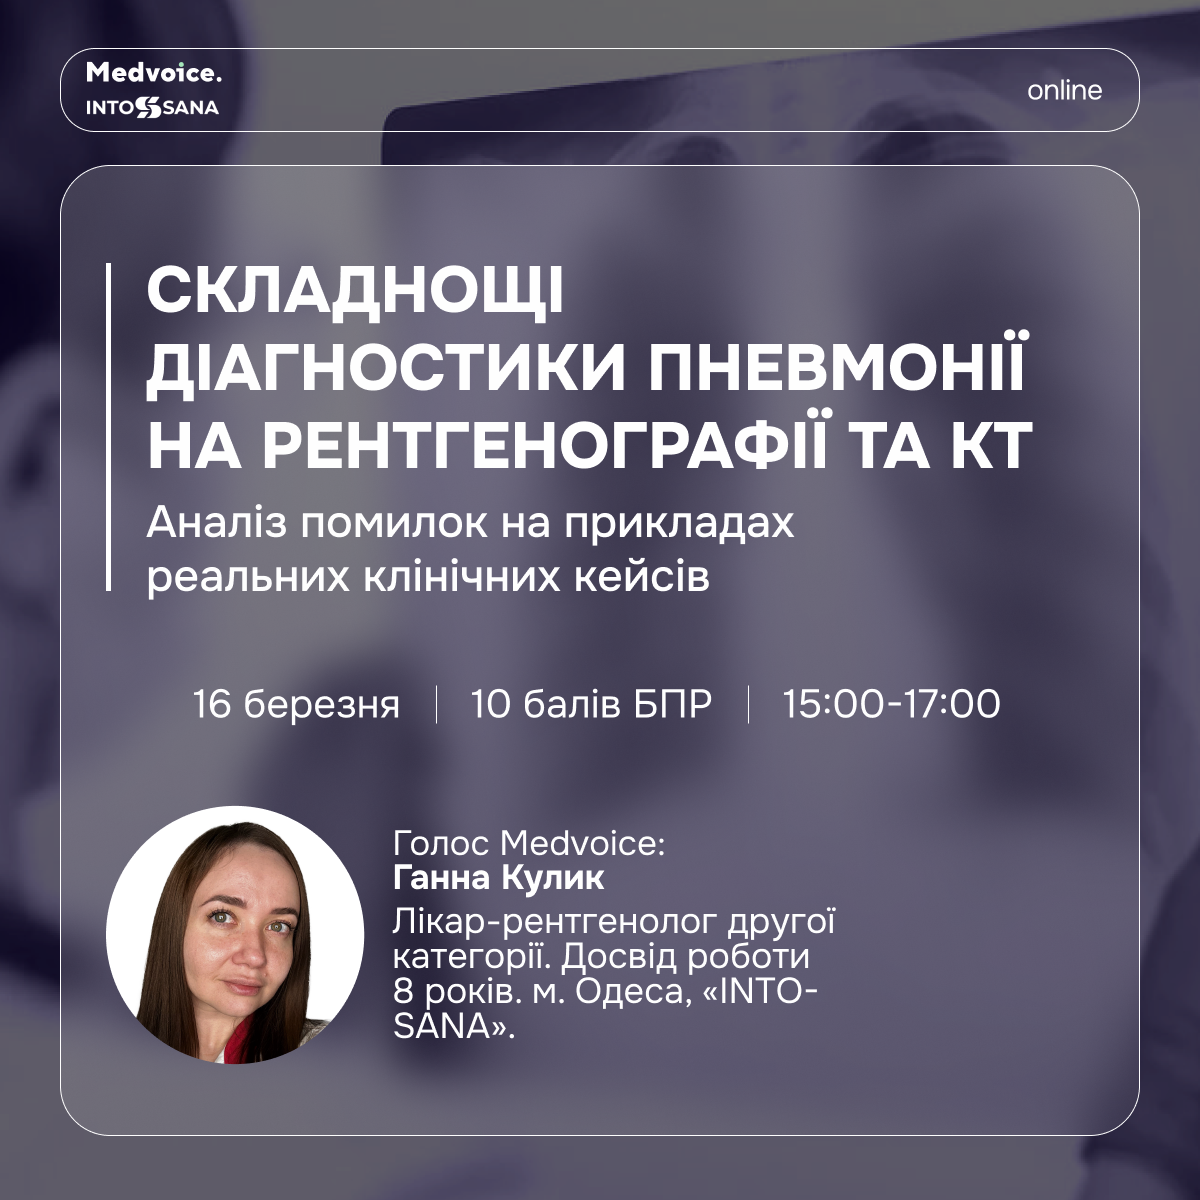 Medvoice.
INTO SANA
online
СКЛАДНОЩІ
ДІАГНОСТИКИ ПНЕВМОНІЇ
НА РЕНТГЕНОГРАФІЇ ТА КТ
Аналіз помилок на прикладах
реальних клінічних кейсів
16 березня
10 балів БПР
15:00-17:00
Голос Medvoice:
Ганна Кулик
Лікар-рентгенолог другої
категорії. Досвід роботи
8 років. м. Одеса, «INTO-
SANA».